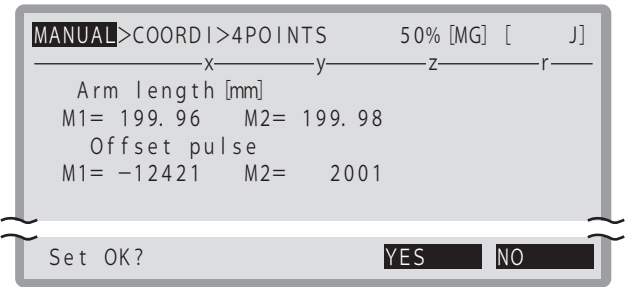 MANUAL>COORDI>4POINTS 50% [MG] [ J]
x y z r
Arm length [mm]
M1= 199.96 M2= 199.98
Offset pulse
M1= −12421 M2= 2001
Set OK? YES NO